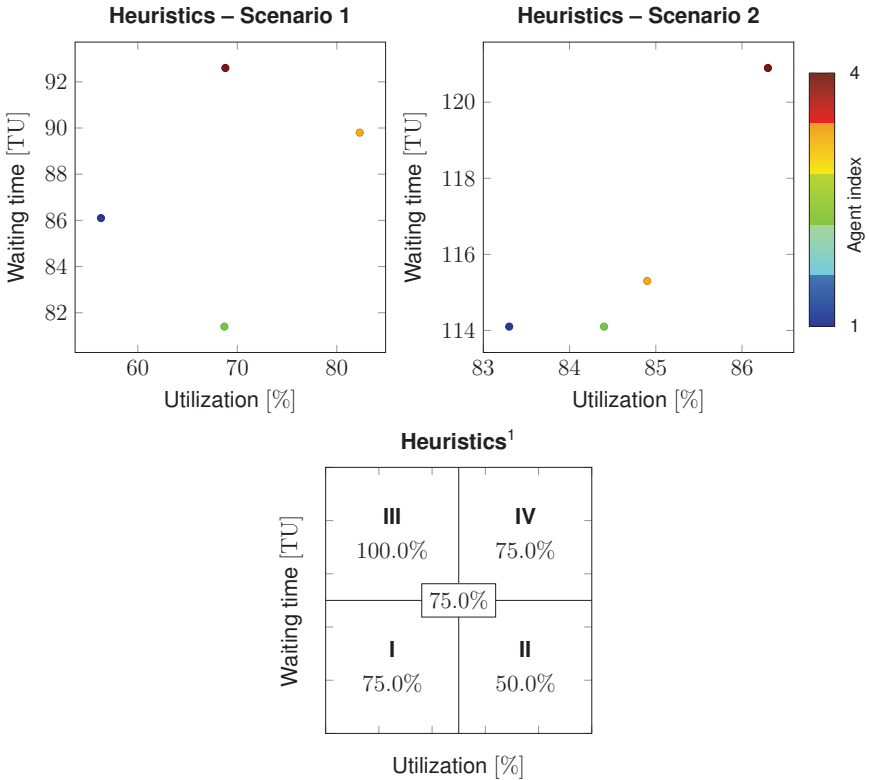 Heuristics – Scenario 1
Heuristics – Scenario 2
Waiting time [TU]
92
90
88
86
84
82
60
70
80
Utilization [%]
Waiting time [TU]
120
118
116
114
83
84
85
86
Utilization [%]
4
Agent index
1
Heuristics¹
Waiting time [TU]
III
100.0%
IV
75.0%
75.0%
I
75.0%
II
50.0%
Utilization [%]